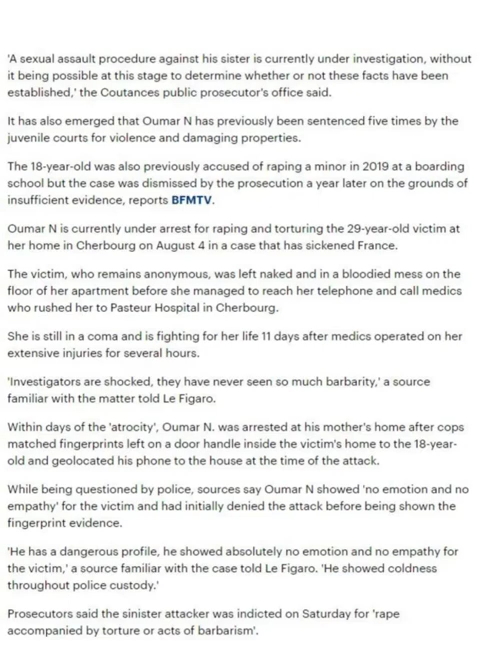 'A sexual assault procedure against his sister is currently under investigation, without
it being possible at this stage to determine whether or not these facts have been
established,' the Coutances public prosecutor's office said.
It has also emerged that Oumar N has previously been sentenced five times by the
juvenile courts for violence and damaging properties.
The 18-year-old was also previously accused of raping a minor in 2019 at a boarding
school but the case was dismissed by the prosecution a year later on the grounds of
insufficient evidence, reports BFMTV.
Oumar N is currently under arrest for raping and torturing the 29-year-old victim at
her home in Cherbourg on August 4 in a case that has sickened France.
The victim, who remains anonymous, was left naked and in a bloodied mess on the
floor of her apartment before she managed to reach her telephone and call medics
who rushed her to Pasteur Hospital in Cherbourg.
She is still in a coma and is fighting for her life 11 days after medics operated on her
extensive injuries for several hours.
'Investigators are shocked, they have never seen so much barbarity,' a source
familiar with the matter told Le Figaro.
Within days of the 'atrocity', Oumar N. was arrested at his mother's home after cops
matched fingerprints left on a door handle inside the victim's home to the 18-year-
old and geolocated his phone to the house at the time of the attack.
While being questioned by police, sources say Oumar N showed 'no emotion and no
empathy' for the victim and had initially denied the attack before being shown the
fingerprint evidence.
'He has a dangerous profile, he showed absolutely no emotion and no empathy for
the victim,' a source familiar with the case told Le Figaro. 'He showed coldness
throughout police custody.'
Prosecutors said the sinister attacker was indicted on Saturday for 'rape
accompanied by torture or acts of barbarism'.